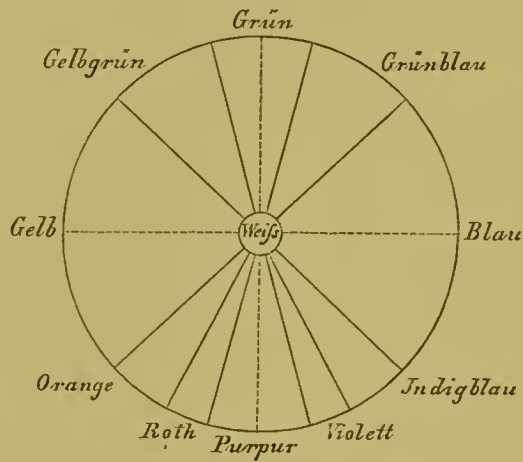 Grün
Gelbgrün
Grünblau
Gelb
Weiſs
Blau
Orange
Indigblau
Roth
Purpur
Violett